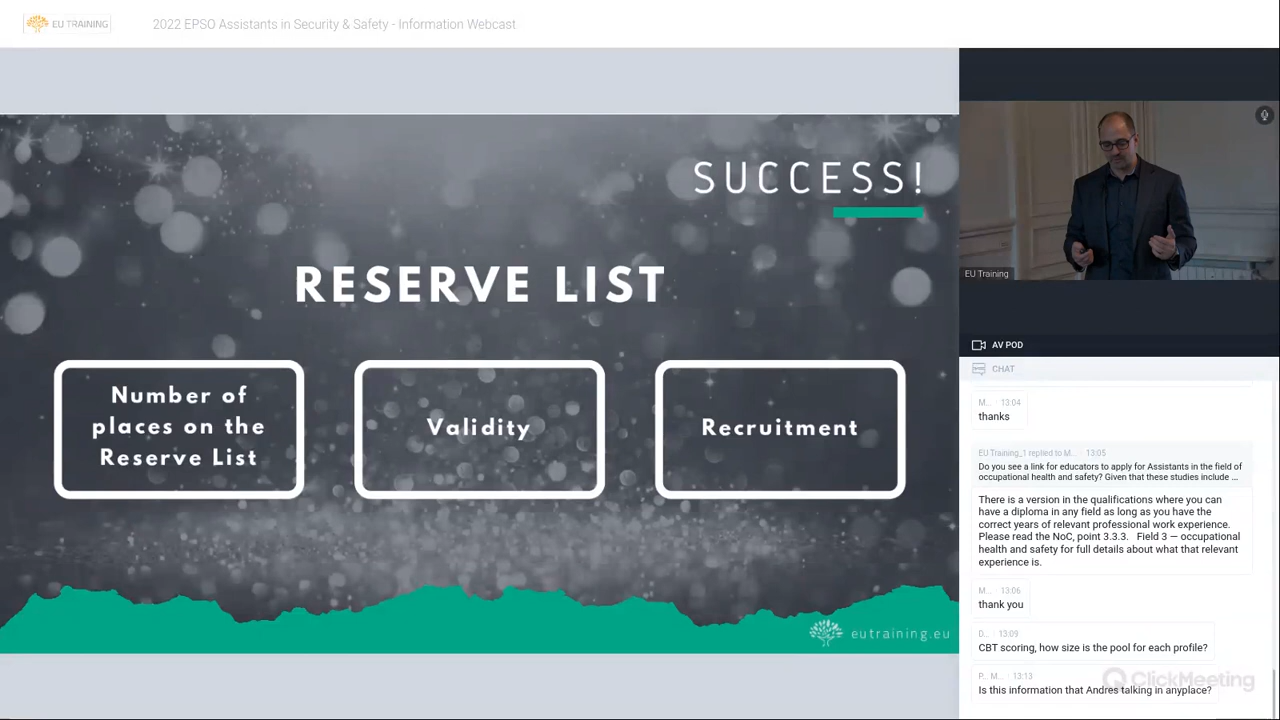 EU TRAINING
2022 EPSO Assistants in Security & Safety - Information Webcast
SUCCESS!
RESERVE LIST
Number of
places on the
Reserve List
Validity
Recruitment
eutraining.eu
EU Training
AV POD
CHAT
M... 13:04
thanks
EU Training_1 replied to M... 13:05
Do you see a link for educators to apply for Assistants in the field of
occupational health and safety? Given that these studies include ...
There is a version in the qualifications where you can
have a diploma in any field as long as you have the
correct years of relevant professional work experience.
Please read the NoC, point 3.3.3. Field 3 — occupational
health and safety for full details about what that relevant
experience is.
M... 13:06
thank you
D... 13:09
CBT scoring, how size is the pool for each profile?
P... M... 13:13
Is this information that Andres talking in anyplace?
ClickMeeting